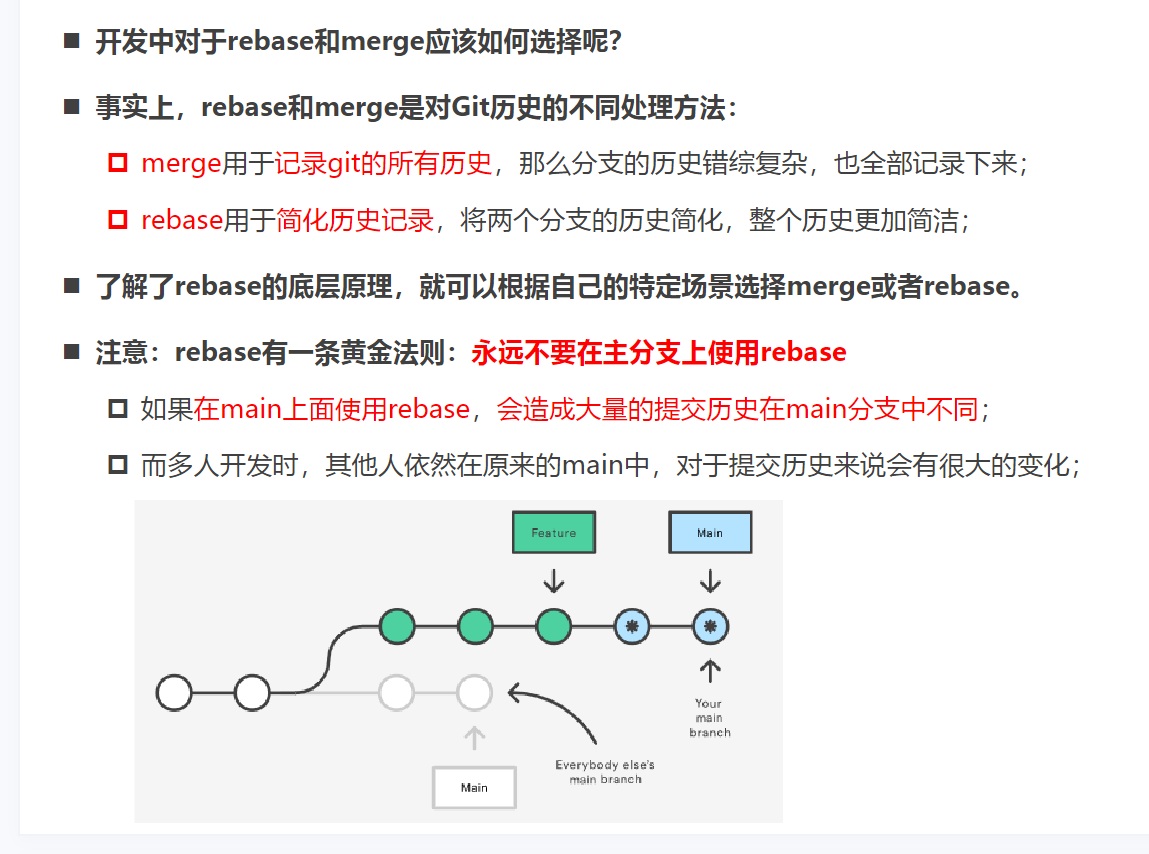 开发中对于rebase和merge应该如何选择呢？
事实上，rebase和merge是对Git历史的不同处理方法：
merge用于记录git的所有历史，那么分支的历史错综复杂，也全部记录下来；
rebase用于简化历史记录，将两个分支的历史简化，整个历史更加简洁；
了解了rebase的底层原理，就可以根据自己的特定场景选择merge或者rebase。
注意：rebase有一条黄金法则：永远不要在主分支上使用rebase
如果在main上面使用rebase，会造成大量的提交历史在main分支中不同；
而多人开发时，其他人依然在原来的main中，对于提交历史来说会有很大的变化；
Feature
Main
Your
main
branch
Everybody else's
main branch
Main